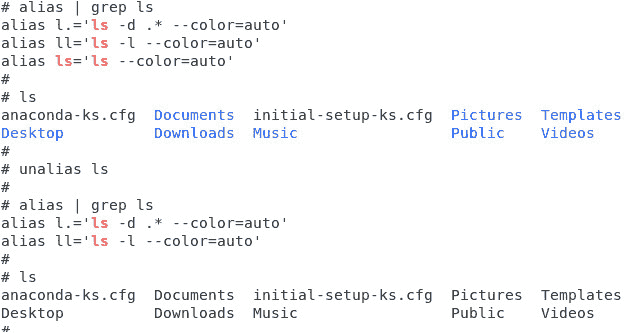 # alias | grep ls
alias l.='ls -d .* --color=auto'
alias ll='ls -l --color=auto'
alias ls='ls --color=auto'
#
# ls
anaconda-ks.cfg  Documents  initial-setup-ks.cfg  Pictures  Templates
Desktop          Downloads  Music                 Public    Videos
#
# unalias ls
#
# alias | grep ls
alias l.='ls -d .* --color=auto'
alias ll='ls -l --color=auto'
#
# ls
anaconda-ks.cfg  Documents  initial-setup-ks.cfg  Pictures  Templates
Desktop          Downloads  Music                 Public    Videos
#